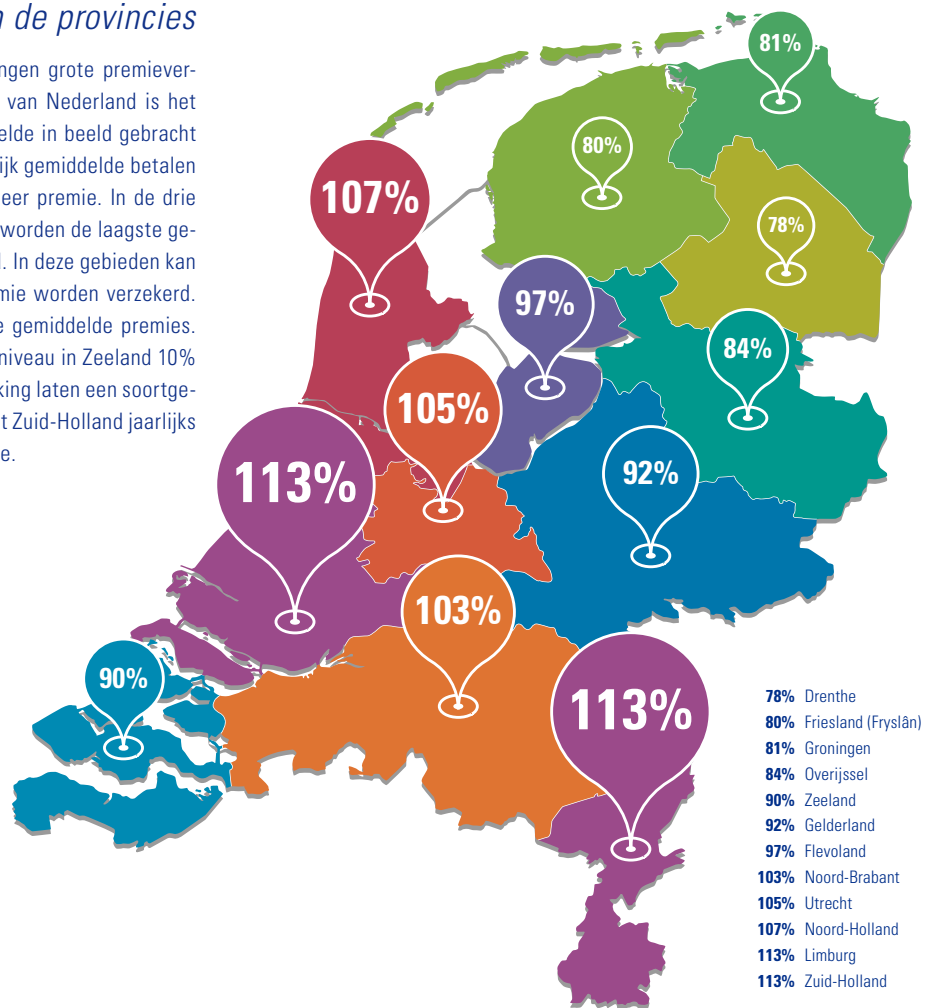 n de provincies
ngen grote premiever-
van Nederland is het
elde in beeld gebracht
ijk gemiddelde betalen
eer premie. In de drie
worden de laagste ge-
. In deze gebieden kan
mie worden verzekerd.
e gemiddelde premies.
niveau in Zeeland 10%
king laten een soortge-
t Zuid-Holland jaarlijks
e.
81%
80%
107%
78%
97%
84%
105%
113%
92%
103%
90%
113%
78% Drenthe
80% Friesland (Fryslân)
81% Groningen
84% Overijssel
90% Zeeland
92% Gelderland
97% Flevoland
103% Noord-Brabant
105% Utrecht
107% Noord-Holland
113% Limburg
113% Zuid-Holland